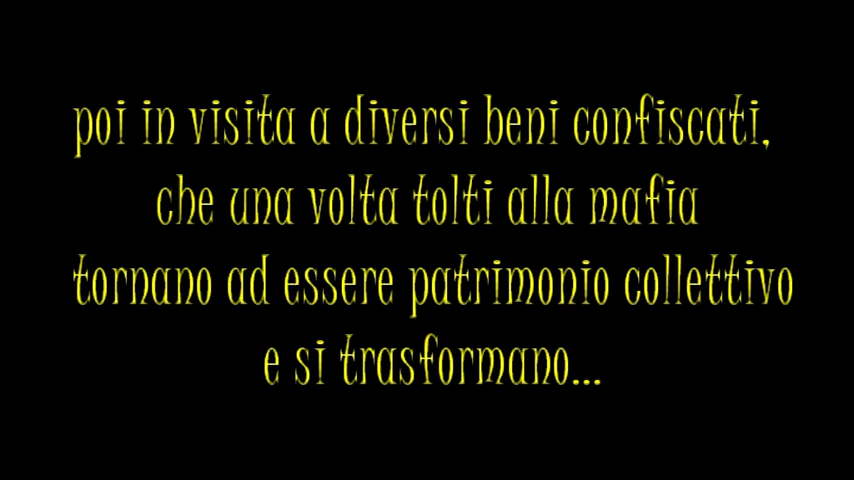 poi in visita a diversi beni confiscati,
che una volta tolti alla mafia
tornano ad essere patrimonio collettivo
e si trasformano...